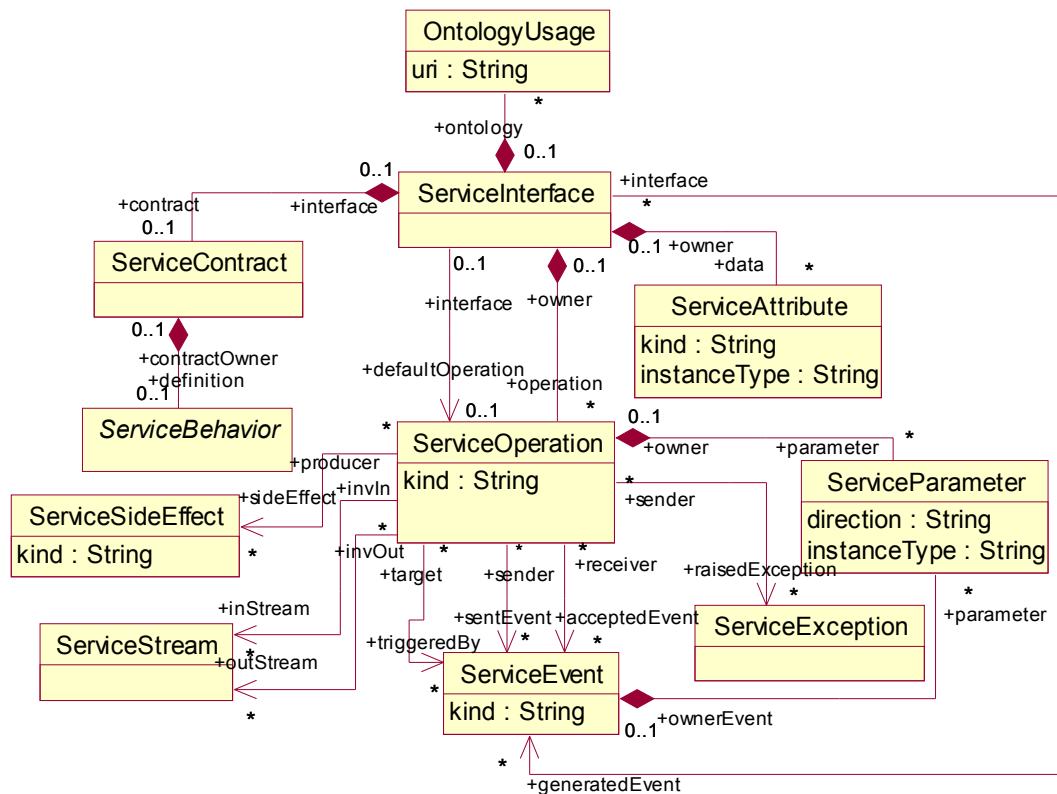 OntologyUsage
uri : String
*
+ontology
0..1
0..1
ServiceInterface
+interface
*
+contract
+interface
0..1
0..1
+owner
+data
*
0..1
0..1
ServiceContract
ServiceAttribute
kind : String
instanceType : String
+interface
+owner
0..1
+contractOwner
+definition
0..1
+defaultOperation
+operation
0..1
*
ServiceBehavior
*
ServiceOperation
kind : String
0..1
+owner
+parameter
*
+producer
+sideEffect
+invIn
*
+sender
ServiceParameter
direction : String
instanceType : String
ServiceSideEffect
kind : String
*
*
+invOut
*
+target
*
+sender
*
+receiver
+raisedException
*
*
+parameter
+inStream
+sentEvent
+acceptedEvent
ServiceException
ServiceStream
*
+outStream
*
+triggeredBy
*
*
*
ServiceEvent
kind : String
0..1
+ownerEvent
*
+generatedEvent